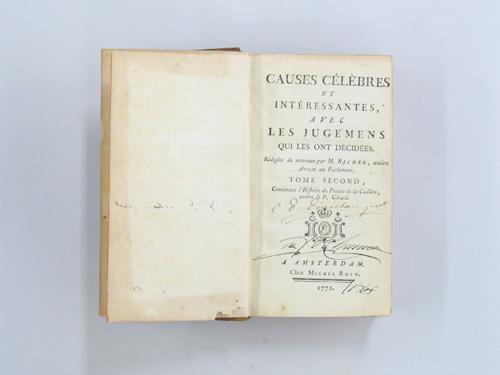 CAUSES CÉLÈBRES
ET
INTÉRESSANTES,
AVEC
LES JUGEMENS
QUI LES ONT DÉCIDÉES.
Rédigées de nouveau par M. RICHER, ancien
Avocat au Parlement.
TOME SECOND,
Contenant l'Histoire du Procès de la Cadière,
contre le P. Girard.
A AMSTERDAM,
Chez MICHEL RHEY.
1772.